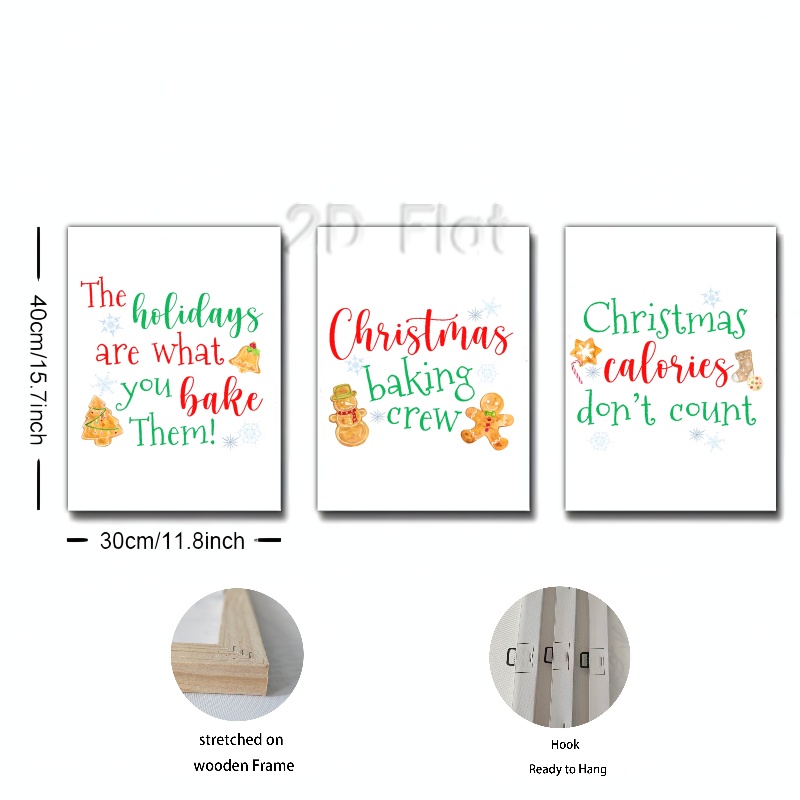 2D Flat
40cm/15.7inch
The holidays
are what
you bake
Them!
Christmas
baking
crew
Christmas
calories
don't count
30cm/11.8inch
stretched on
wooden Frame
Hook
Ready to Hang